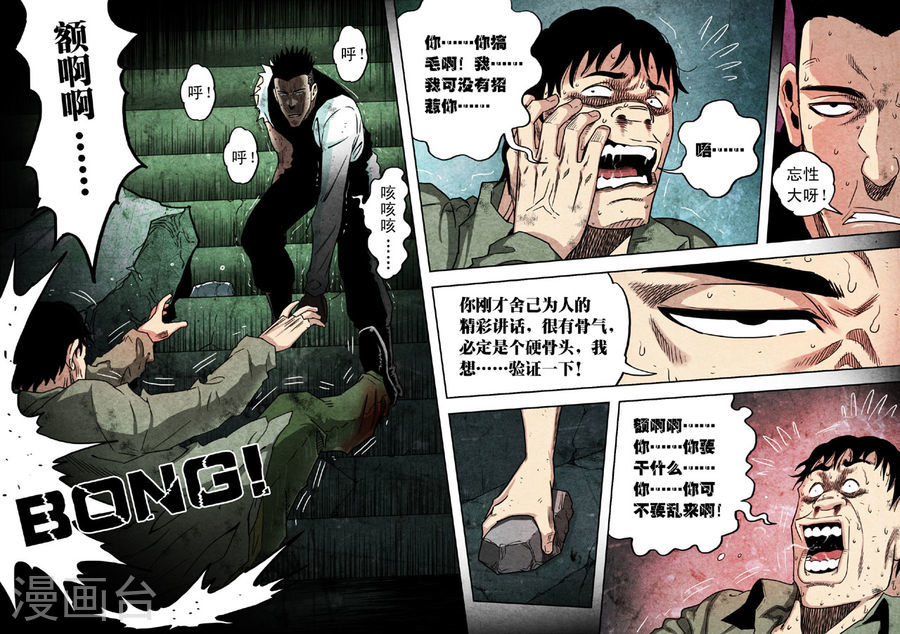 额啊啊……
呼！
呼！
呼！
咳咳咳……
BONG!
你……你搞
毛啊！我……
我可没有招
惹你……
唔……
忘性
大呀！
你刚才舍己为人的
精彩讲话，很有骨气，
必定是个硬骨头，我
想……验证一下！
额啊啊……
你……你要
干什么……
你……你可
不要乱来啊！
漫画台